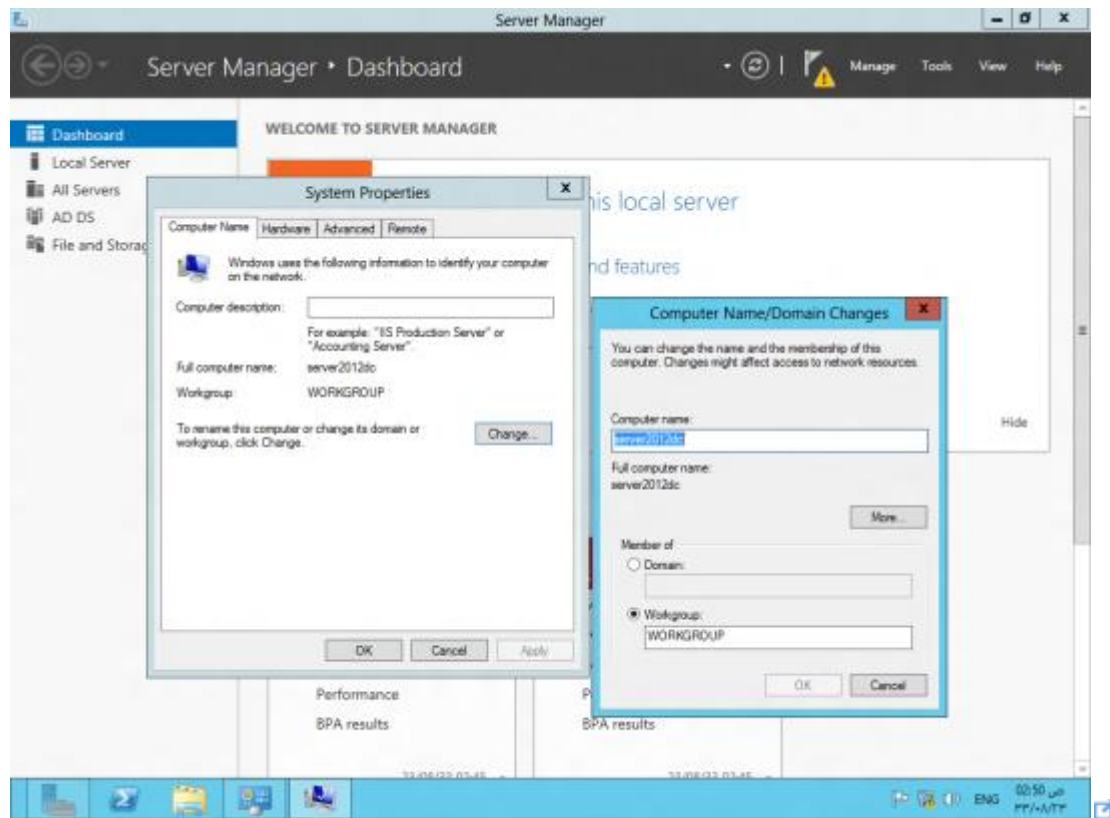 Server Manager
Server Manager • Dashboard
Manage Tools View Help
Dashboard
Local Server
All Servers
AD DS
File and Storag
WELCOME TO SERVER MANAGER
his local server
nd features
Hide
System Properties
Computer Name Hardware Advanced Remote
Windows uses the following information to identify your computer
on the network.
Computer description:
For example: "IIS Production Server" or
"Accounting Server".
Full computer name: server2012dc
Workgroup: WORKGROUP
To rename this computer or change its domain or
workgroup, click Change.
Change...
OK Cancel Apply
Computer Name/Domain Changes
You can change the name and the membership of this
computer. Changes might affect access to network resources.
Computer name:
server2012dc
Full computer name:
server2012dc
More...
Member of
Domain:
Workgroup:
WORKGROUP
OK Cancel
Performance
BPA results
BPA results
ENG
02:50 ص